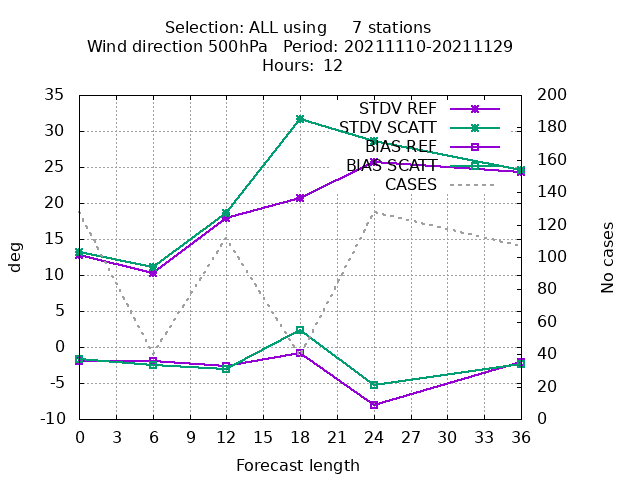 Selection: ALL using     7 stations
Wind direction 500hPa   Period: 20211110-20211129
Hours:  12
STDV REF
STDV SCATT
BIAS REF
BIAS SCATT
CASES
35
30
25
20
15
10
5
0
-5
-10
deg
200
180
160
140
120
100
80
60
40
20
0
No cases
0 3 6 9 12 15 18 21 24 27 30 33 36
Forecast length